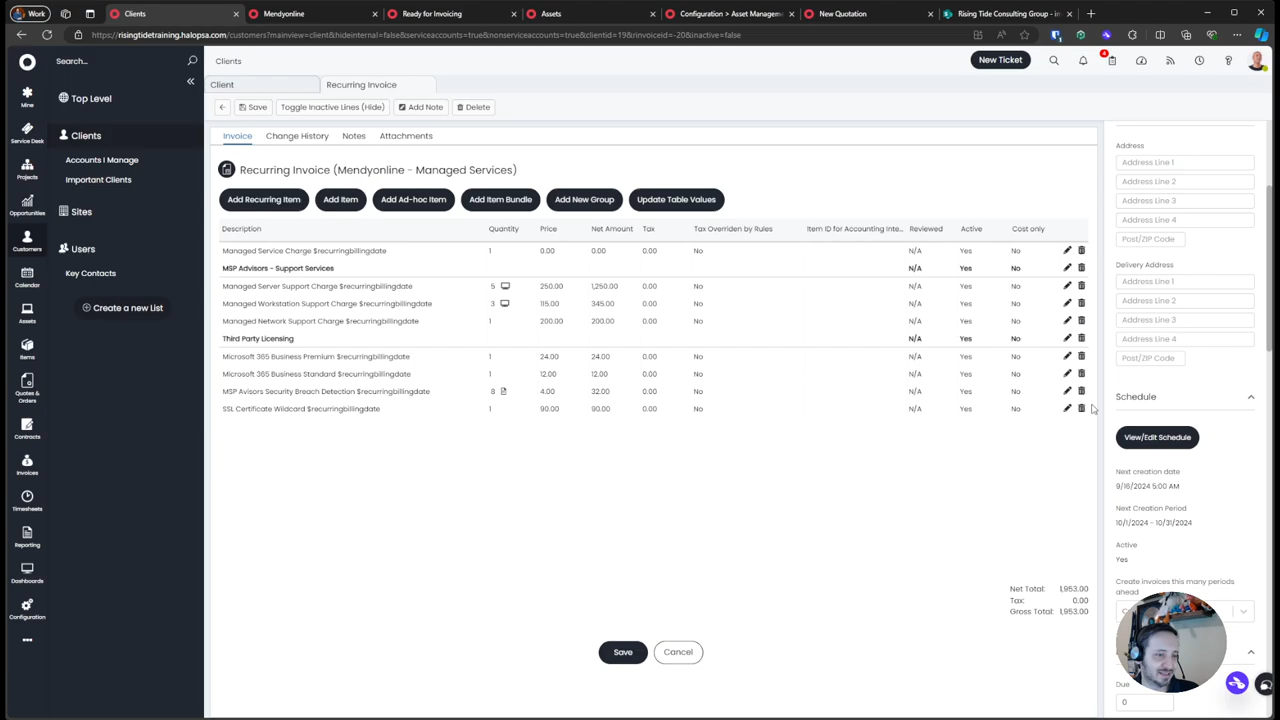 Work
Clients
Mendyonline
Ready for Invoicing
Assets
Configuration > Asset Managem
New Quotation
Rising Tide Consulting Group - in
https://risingtidetraining.halopsa.com/customers?mainview=client&hideinternal=false&serviceaccounts=true&nonserviceaccounts=true&clientid=19&rinvoiceid=-20&inactive=false
Search...
Clients
New Ticket
4
Top Level
Clients
Accounts I Manage
Important Clients
Sites
Users
Key Contacts
Create a new List
Mine
Service Desk
Projects
Opportunities
Customers
Calendar
Assets
Items
Quotes & Orders
Contracts
Invoices
Timesheets
Reporting
Dashboards
Configuration
Client
Recurring Invoice
Save
Toggle Inactive Lines (Hide)
Add Note
Delete
Invoice
Change History
Notes
Attachments
Recurring Invoice (Mendyonline - Managed Services)
Add Recurring Item
Add Item
Add Ad-hoc Item
Add Item Bundle
Add New Group
Update Table Values
Description Quantity Price Net Amount Tax Tax Overriden by Rules Item ID for Accounting Inte... Reviewed Active Cost only
Managed Service Charge $recurringbillingdate 1 0.00 0.00 0.00 No N/A Yes No
MSP Advisors - Support Services N/A Yes No
Managed Server Support Charge $recurringbillingdate 5 250.00 1,250.00 0.00 No N/A Yes No
Managed Workstation Support Charge $recurringbillingdate 3 115.00 345.00 0.00 No N/A Yes No
Managed Network Support Charge $recurringbillingdate 1 200.00 200.00 0.00 No N/A Yes No
Third Party Licensing N/A Yes No
Microsoft 365 Business Premium $recurringbillingdate 1 24.00 24.00 0.00 No N/A Yes No
Microsoft 365 Business Standard $recurringbillingdate 1 12.00 12.00 0.00 No N/A Yes No
MSP Avisors Security Breach Detection $recurringbillingdate 8 4.00 32.00 0.00 No N/A Yes No
SSL Certificate Wildcard $recurringbillingdate 1 90.00 90.00 0.00 No N/A Yes No
Net Total: 1,953.00
Tax: 0.00
Gross Total: 1,953.00
Save
Cancel
Address
Address Line 1
Address Line 2
Address Line 3
Address Line 4
Post/ZIP Code
Delivery Address
Address Line 1
Address Line 2
Address Line 3
Address Line 4
Post/ZIP Code
Schedule
View/Edit Schedule
Next creation date
9/16/2024 5:00 AM
Next Creation Period
10/1/2024 - 10/31/2024
Active
Yes
Create invoices this many periods
ahead
Due
0